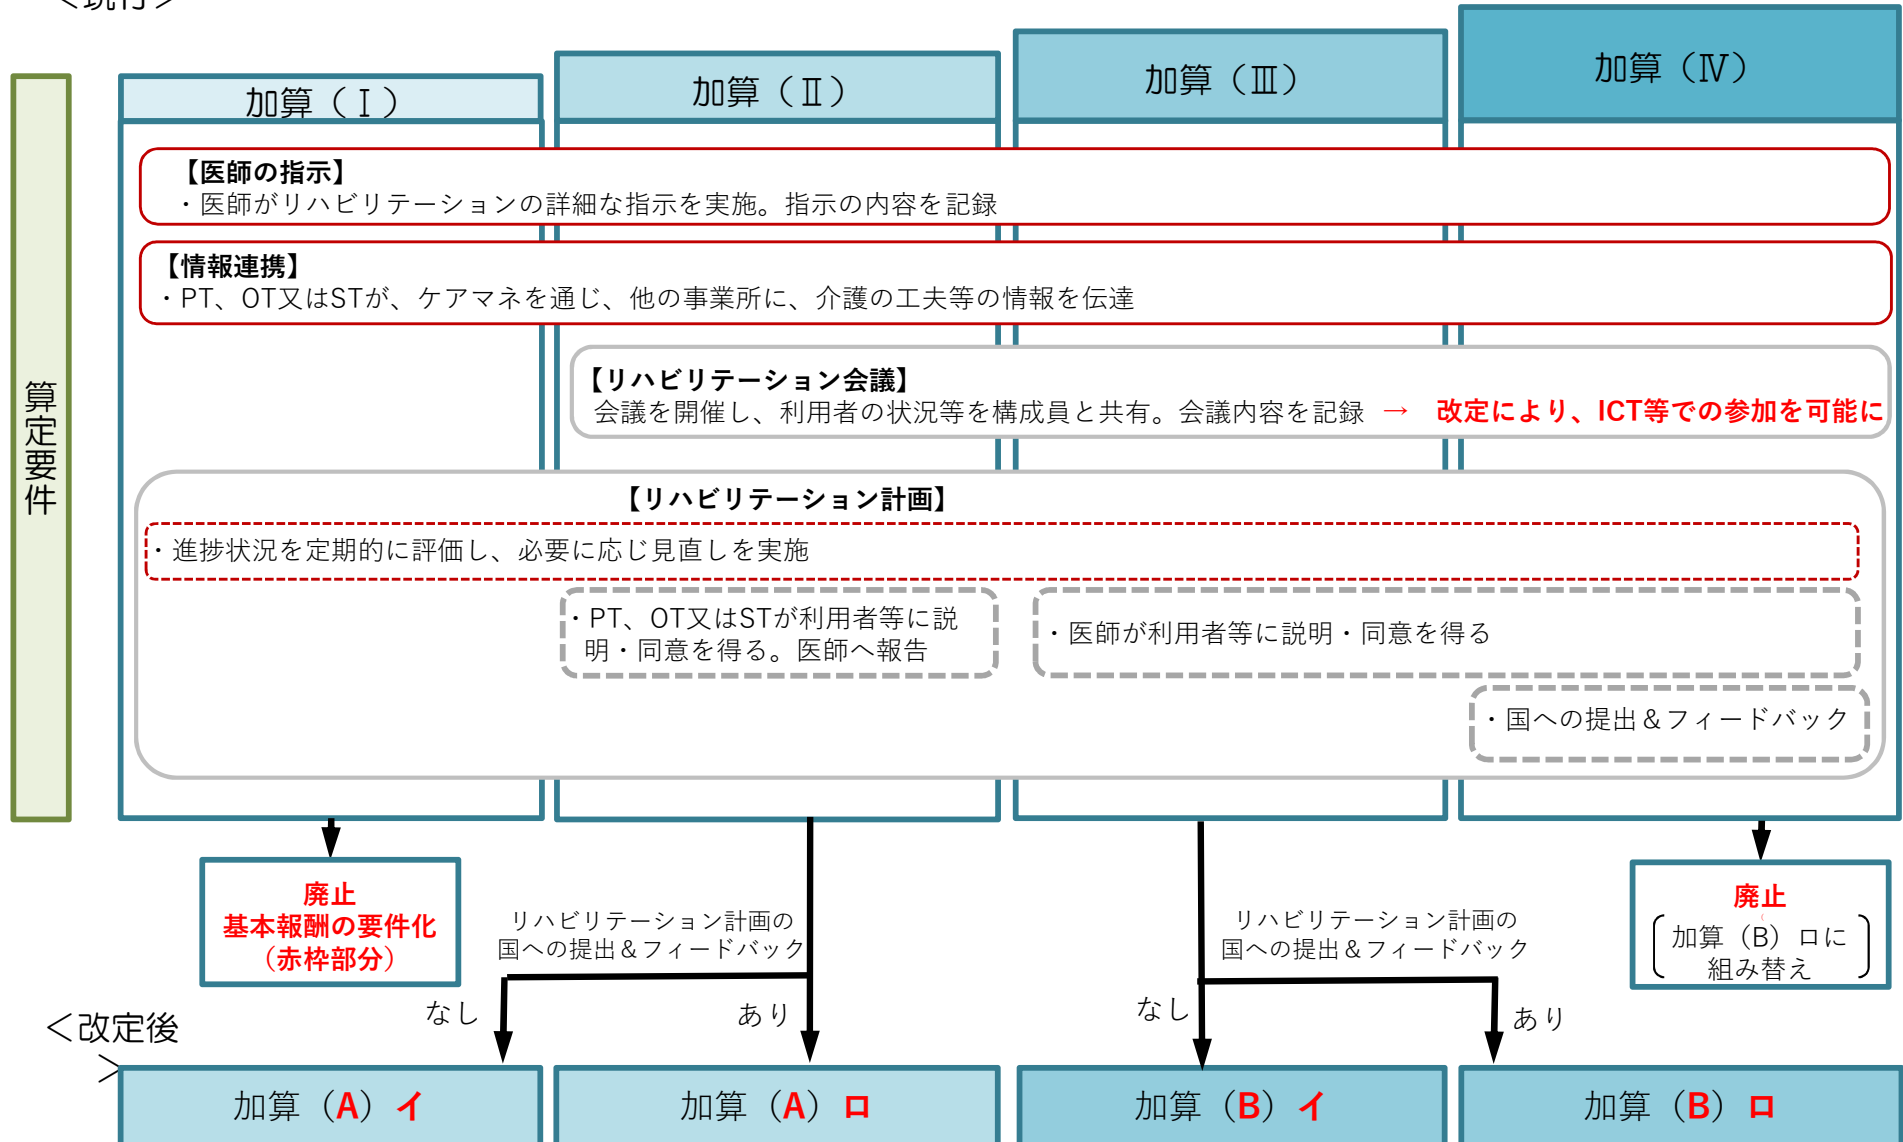 ＜現行＞
加算（Ⅰ）
加算（Ⅱ）
加算（Ⅲ）
加算（Ⅳ）
算定要件
【医師の指示】
・医師がリハビリテーションの詳細な指示を実施。指示の内容を記録
【情報連携】
・PT、OT又はSTが、ケアマネを通じ、他の事業所に、介護の工夫等の情報を伝達
【リハビリテーション会議】
会議を開催し、利用者の状況等を構成員と共有。会議内容を記録 → 改定により、ICT等での参加を可能に
【リハビリテーション計画】
・進捗状況を定期的に評価し、必要に応じ見直しを実施
・PT、OT又はSTが利用者等に説
明・同意を得る。医師へ報告
・医師が利用者等に説明・同意を得る
・国への提出＆フィードバック
廃止
基本報酬の要件化
（赤枠部分）
リハビリテーション計画の
国への提出＆フィードバック
なし
あり
リハビリテーション計画の
国への提出＆フィードバック
なし
あり
廃止
加算（B）ロに
組み替え
＜改定後
＞
加算（A）イ
加算（A）ロ
加算（B）イ
加算（B）ロ